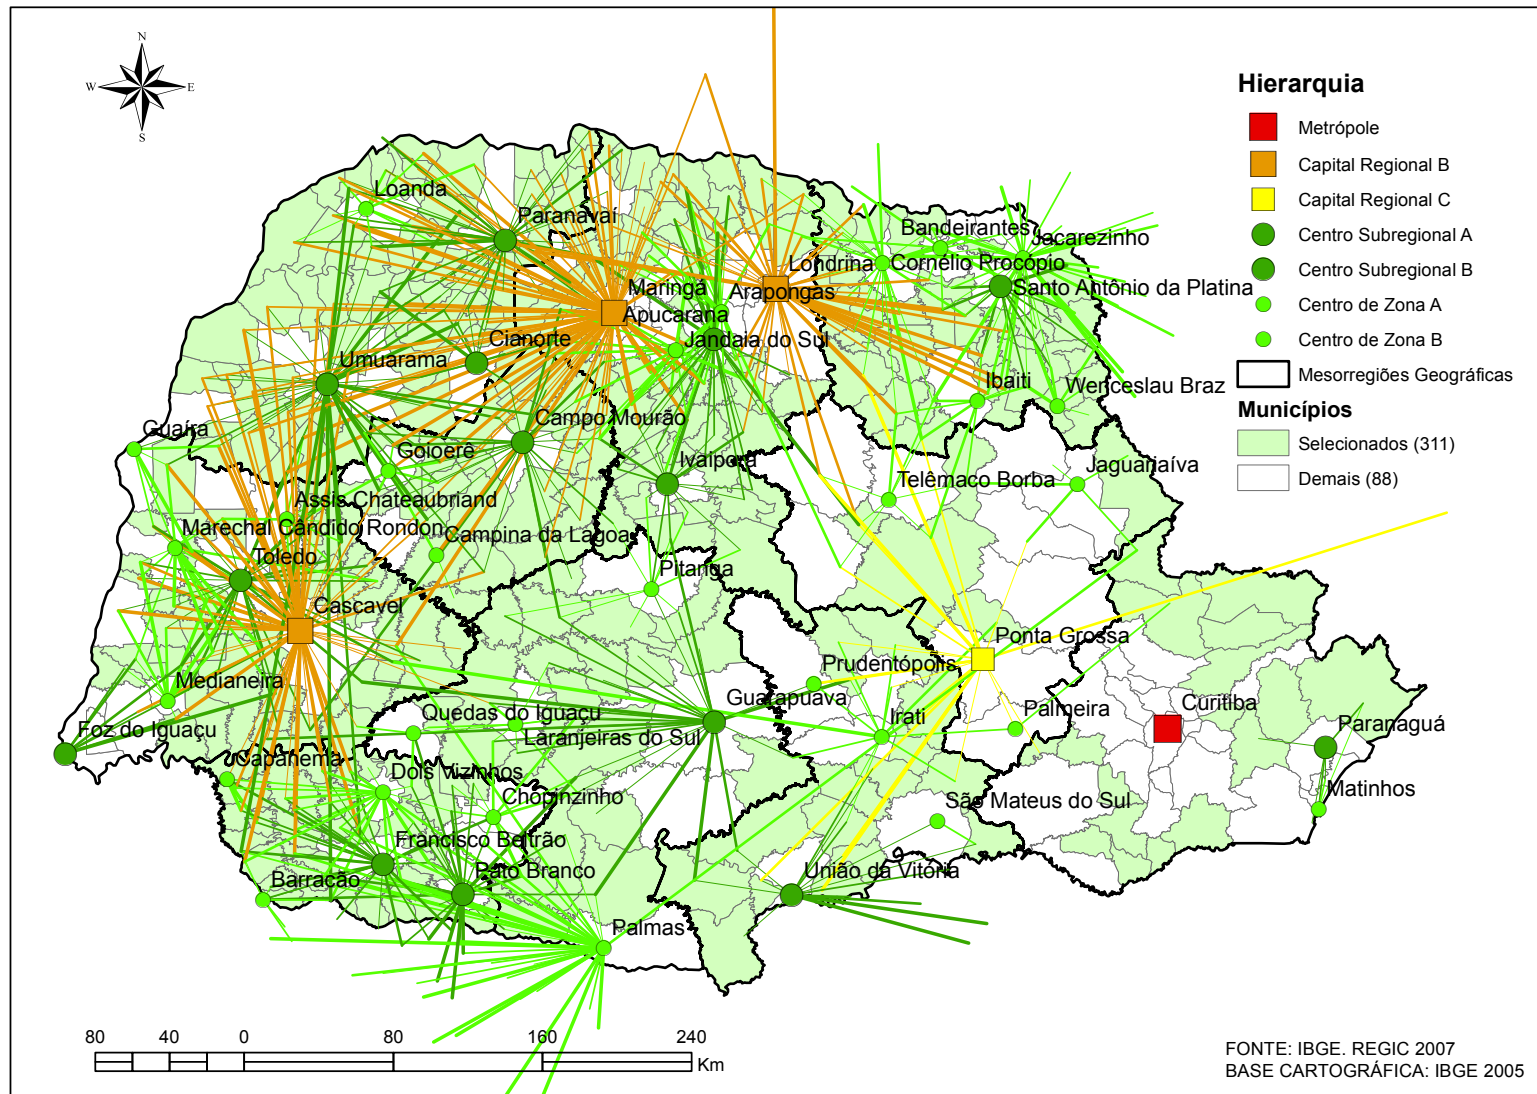 N
W
E
S
Hierarquia
Metrópole
Capital Regional B
Capital Regional C
Centro Subregional A
Centro Subregional B
Centro de Zona A
Centro de Zona B
Mesorregiões Geográficas
Municípios
Selecionados (311)
Demais (88)
Loanda
Paranavaí
Bandeirantes
Jacarezinho
Londrina
Cornélio Procópio
Maringá
Arapongas
Santo Antônio da Platina
Apucarana
Cianorte
Jandaia do Sul
Umuarama
Ibaiti
Wenceslau Braz
Campo Mourão
Guaíra
Goioerê
Ivaiporã
Jaguariaíva
Telêmaco Borba
Assis Chateaubriand
Marechal Cândido Rondon
Campina da Lagoa
Toledo
Pitanga
Cascavel
Ponta Grossa
Prudentópolis
Medianeira
Guarapuava
Curitiba
Quedas do Iguaçu
Irati
Palmeira
Paranaguá
Foz do Iguaçu
Laranjeiras do Sul
Capanema
Dois Vizinhos
Matinhos
Chopinzinho
São Mateus do Sul
Francisco Beltrão
Pato Branco
União da Vitória
Barracão
Palmas
80 40 0 80 160 240
Km
FONTE: IBGE. REGIC 2007
BASE CARTOGRÁFICA: IBGE 2005